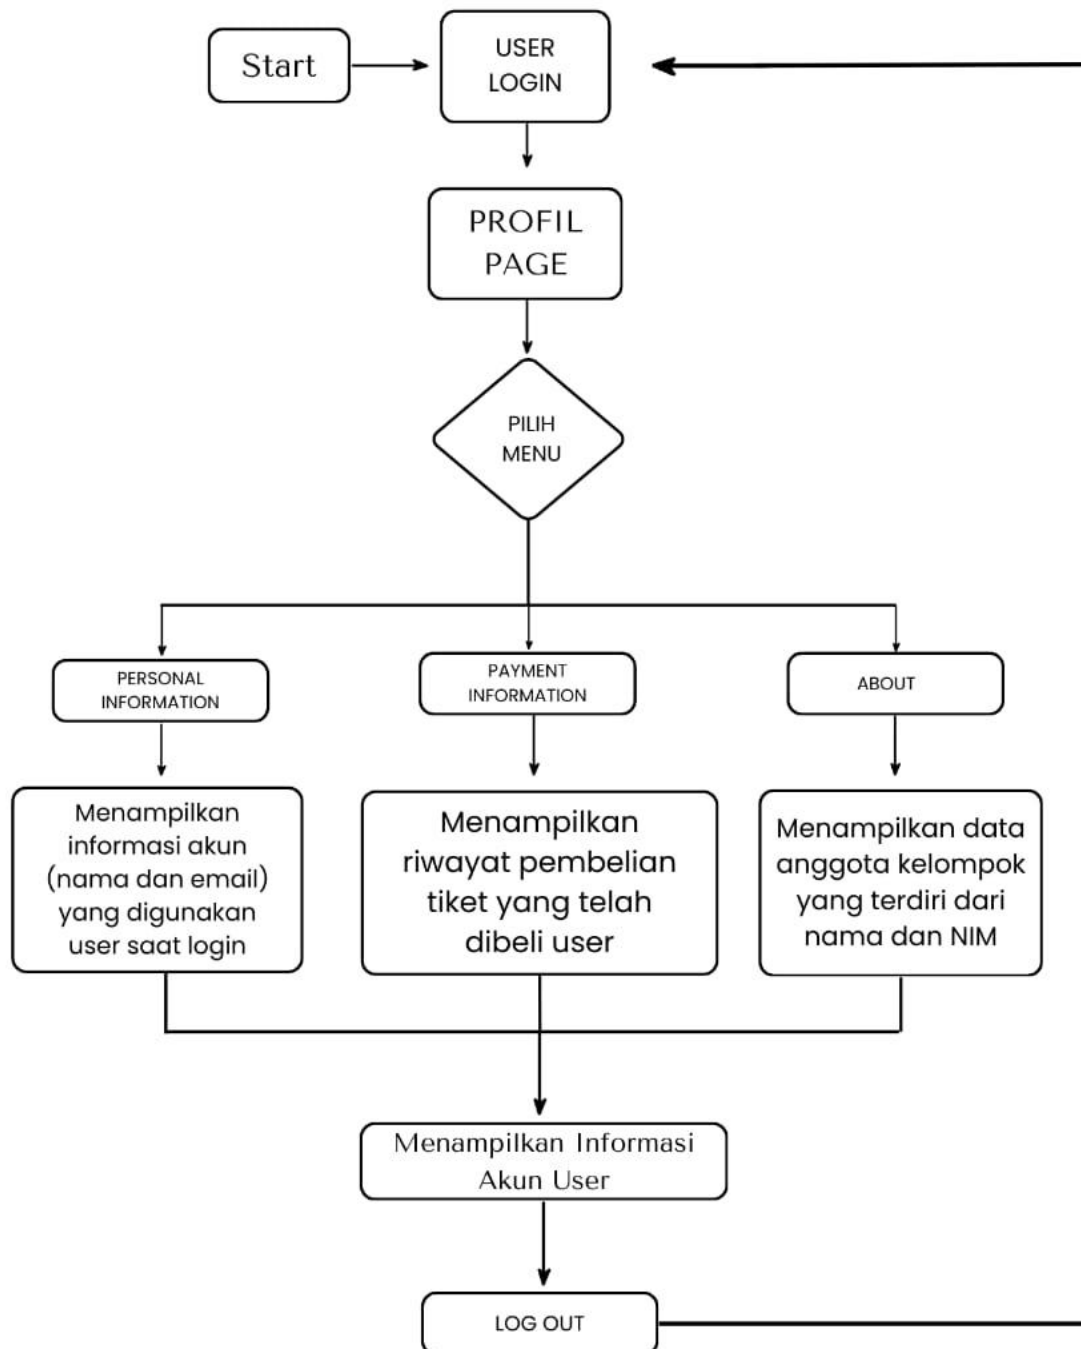 Start
USER
LOGIN
PROFIL
PAGE
PILIH
MENU
PERSONAL
INFORMATION
PAYMENT
INFORMATION
ABOUT
Menampilkan
informasi akun
(nama dan email)
yang digunakan
user saat login
Menampilkan
riwayat pembelian
tiket yang telah
dibeli user
Menampilkan data
anggota kelompok
yang terdiri dari
nama dan NIM
Menampilkan Informasi
Akun User
LOG OUT